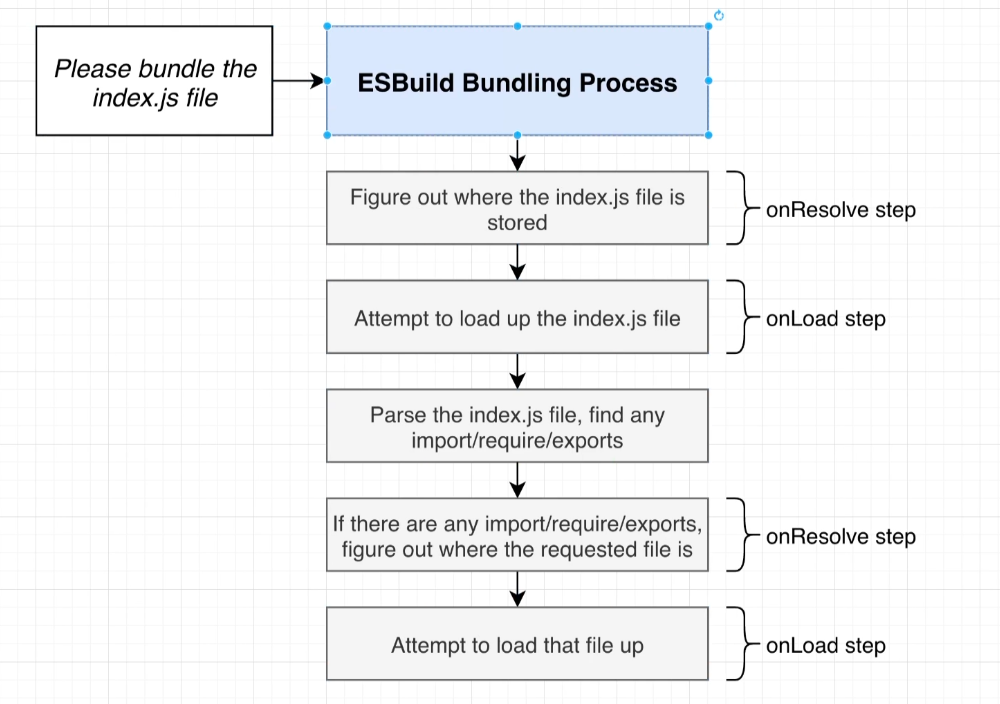 Please bundle the
index.js file
ESBuild Bundling Process
Figure out where the index.js file is
stored
onResolve step
Attempt to load up the index.js file
onLoad step
Parse the index.js file, find any
import/require/exports
If there are any import/require/exports,
figure out where the requested file is
onResolve step
Attempt to load that file up
onLoad step